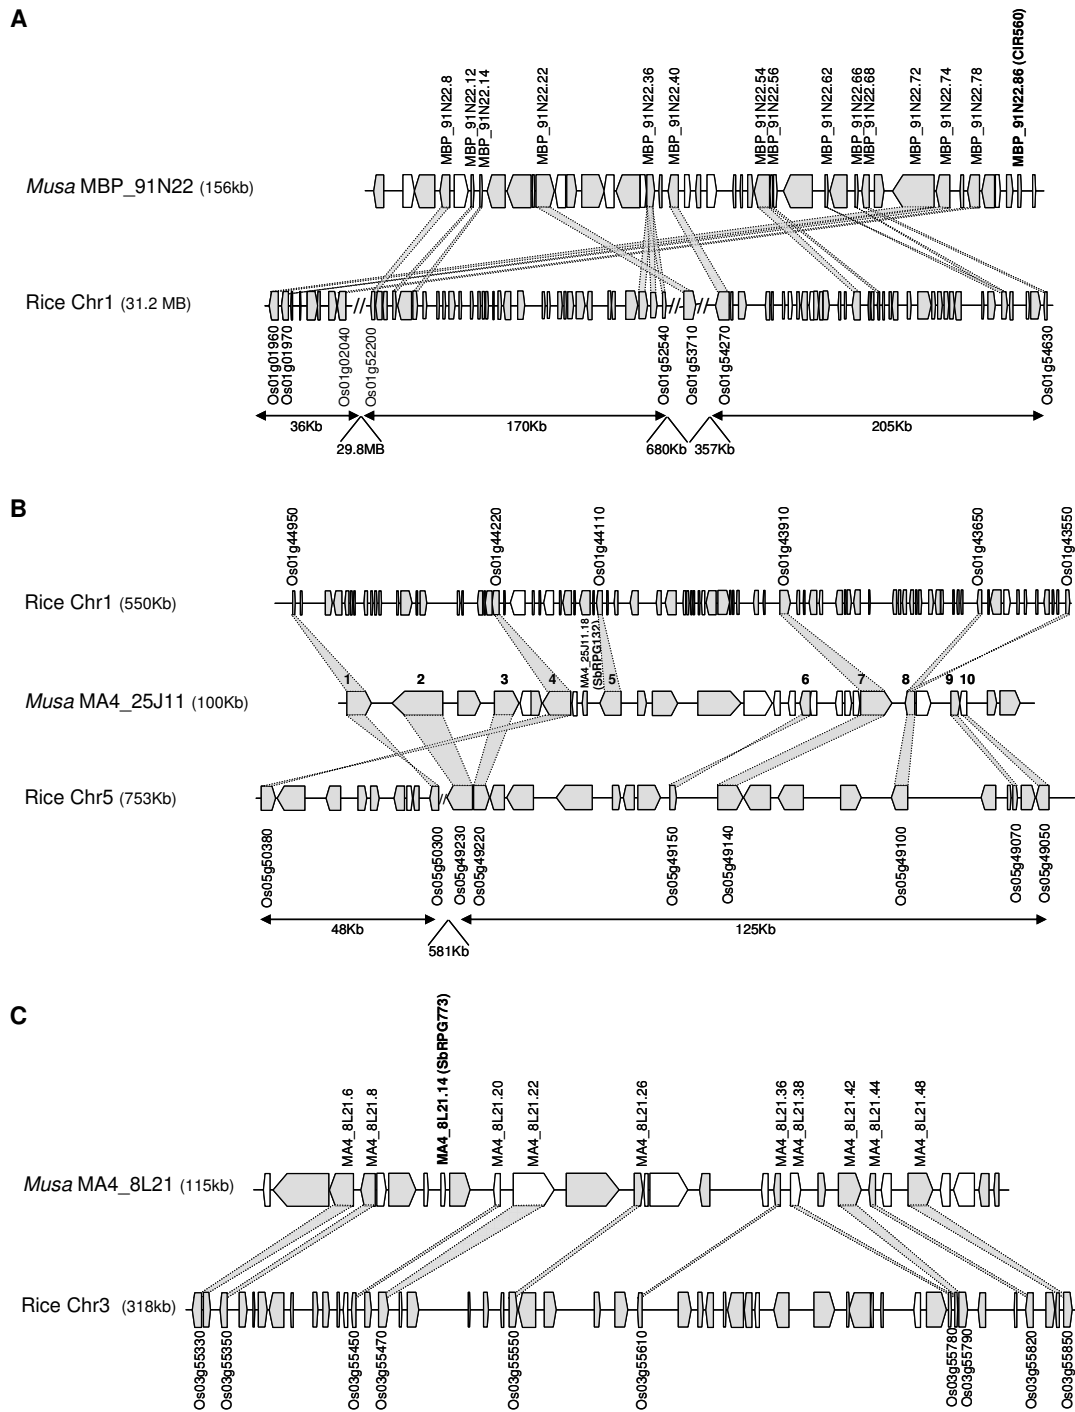 A
MBP_91N22.8
MBP_91N22.12
MBP_91N22.14
MBP_91N22.22
MBP_91N22.36
MBP_91N22.40
MBP_91N22.54
MBP_91N22.56
MBP_91N22.62
MBP_91N22.66
MBP_91N22.68
MBP_91N22.72
MBP_91N22.74
MBP_91N22.78
MBP_91N22.86 (CIR560)
Musa MBP_91N22 (156kb)
Rice Chr1 (31.2 MB)
Os01g01960
Os01g01970
Os01g02040
Os01g52200
Os01g52540
Os01g53710
Os01g54270
Os01g54630
36Kb
29.8MB
170Kb
680Kb
357Kb
205Kb
B
Os01g44950
Os01g44220
Os01g44110
Os01g43910
Os01g43650
Os01g43550
Rice Chr1 (550Kb)
MA4_25J11.18
(SbRPG132)
1 2 3 4 5 6 7 8 9 10
Musa MA4_25J11 (100Kb)
Rice Chr5 (753Kb)
Os05g50380
Os05g50300
Os05g49230
Os05g49220
Os05g49150
Os05g49140
Os05g49100
Os05g49070
Os05g49050
48Kb
581Kb
125Kb
C
MA4_8L21.6
MA4_8L21.8
MA4_8L21.14 (SbRPG773)
MA4_8L21.20
MA4_8L21.22
MA4_8L21.26
MA4_8L21.36
MA4_8L21.38
MA4_8L21.42
MA4_8L21.44
MA4_8L21.48
Musa MA4_8L21 (115kb)
Rice Chr3 (318kb)
Os03g55330
Os03g55350
Os03g55450
Os03g55470
Os03g55550
Os03g55610
Os03g55780
Os03g55790
Os03g55820
Os03g55850